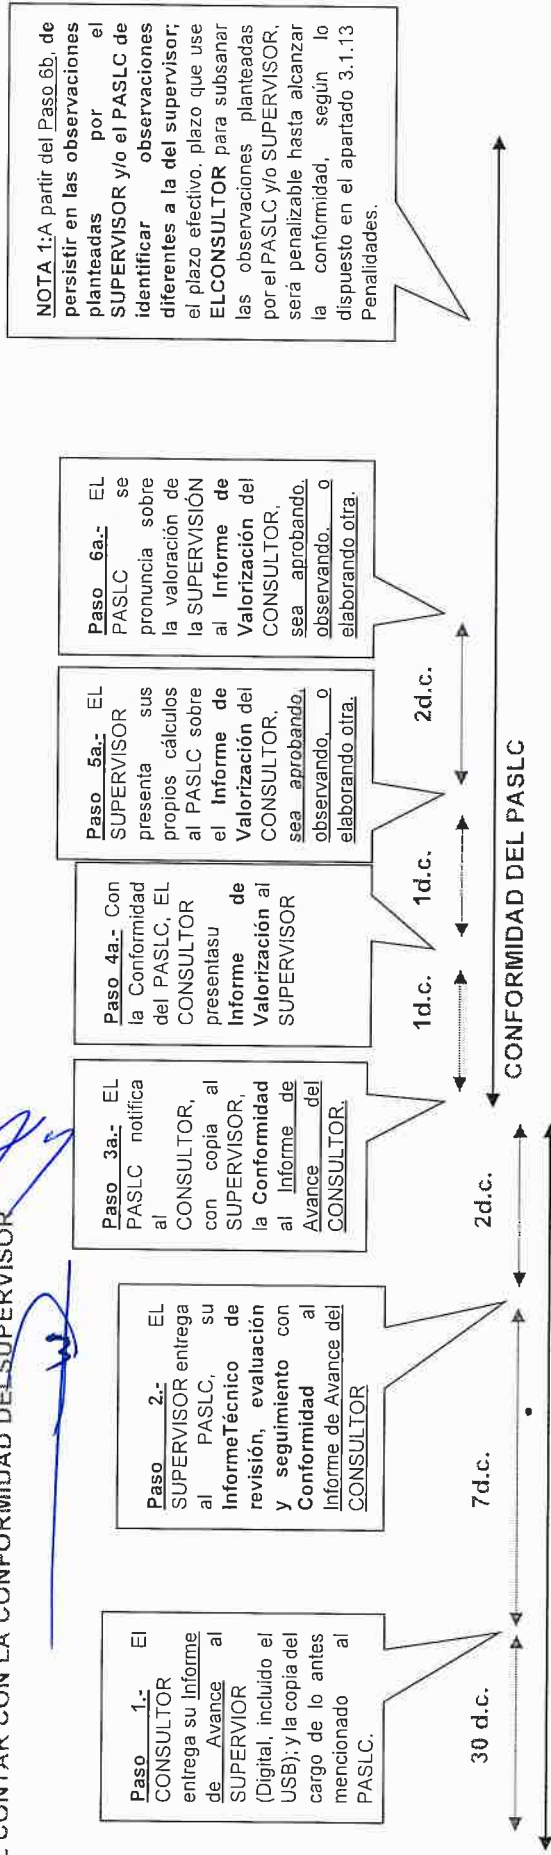 CONTAR CON LA CONFORMIDAD DEL SUPERVISOR
Paso 1.- El
CONSULTOR
entrega su Informe
de Avance al
SUPERVIOR
(Digital, incluido el
USB); y la copia del
cargo de lo antes
mencionado al
PASLC.
Paso 2.- EL
SUPERVISOR entrega
al PASLC, su
InformeTécnico de
revisión, evaluación
y seguimiento con
Conformidad al
Informe de Avance del
CONSULTOR
Paso 3a.- EL
PASLC notifica
al
CONSULTOR,
con copia al
SUPERVISOR,
la Conformidad
al Informe de
Avance del
CONSULTOR.
Paso 4a.- Con
la Conformidad
del PASLC, EL
CONSULTOR
presentasu
Informe de
Valorización al
SUPERVISOR
Paso 5a.- EL
SUPERVISOR
presenta sus
propios cálculos
al PASLC sobre
el Informe de
Valorización del
CONSULTOR,
sea aprobando,
observando, o
elaborando otra.
Paso 6a.- EL
PASLC se
pronuncia sobre
la valoración de
la SUPERVISIÓN
al Informe de
Valorización del
CONSULTOR,
sea aprobando,
observando, o
elaborando otra.
NOTA 1:A partir del Paso 6b, de
persistir en las observaciones
planteadas por el
SUPERVISOR y/o el PASLC de
identificar observaciones
diferentes a la del supervisor;
el plazo efectivo. plazo que use
ELCONSULTOR para subsanar
las observaciones planteadas
por el PASLC y/o SUPERVISOR,
será penalizable hasta alcanzar
la conformidad, según lo
dispuesto en el apartado 3.1.13
Penalidades.
30 d.c.
7d.c.
2d.c.
1d.c.
1d.c.
2d.c.
CONFORMIDAD DEL PASLC